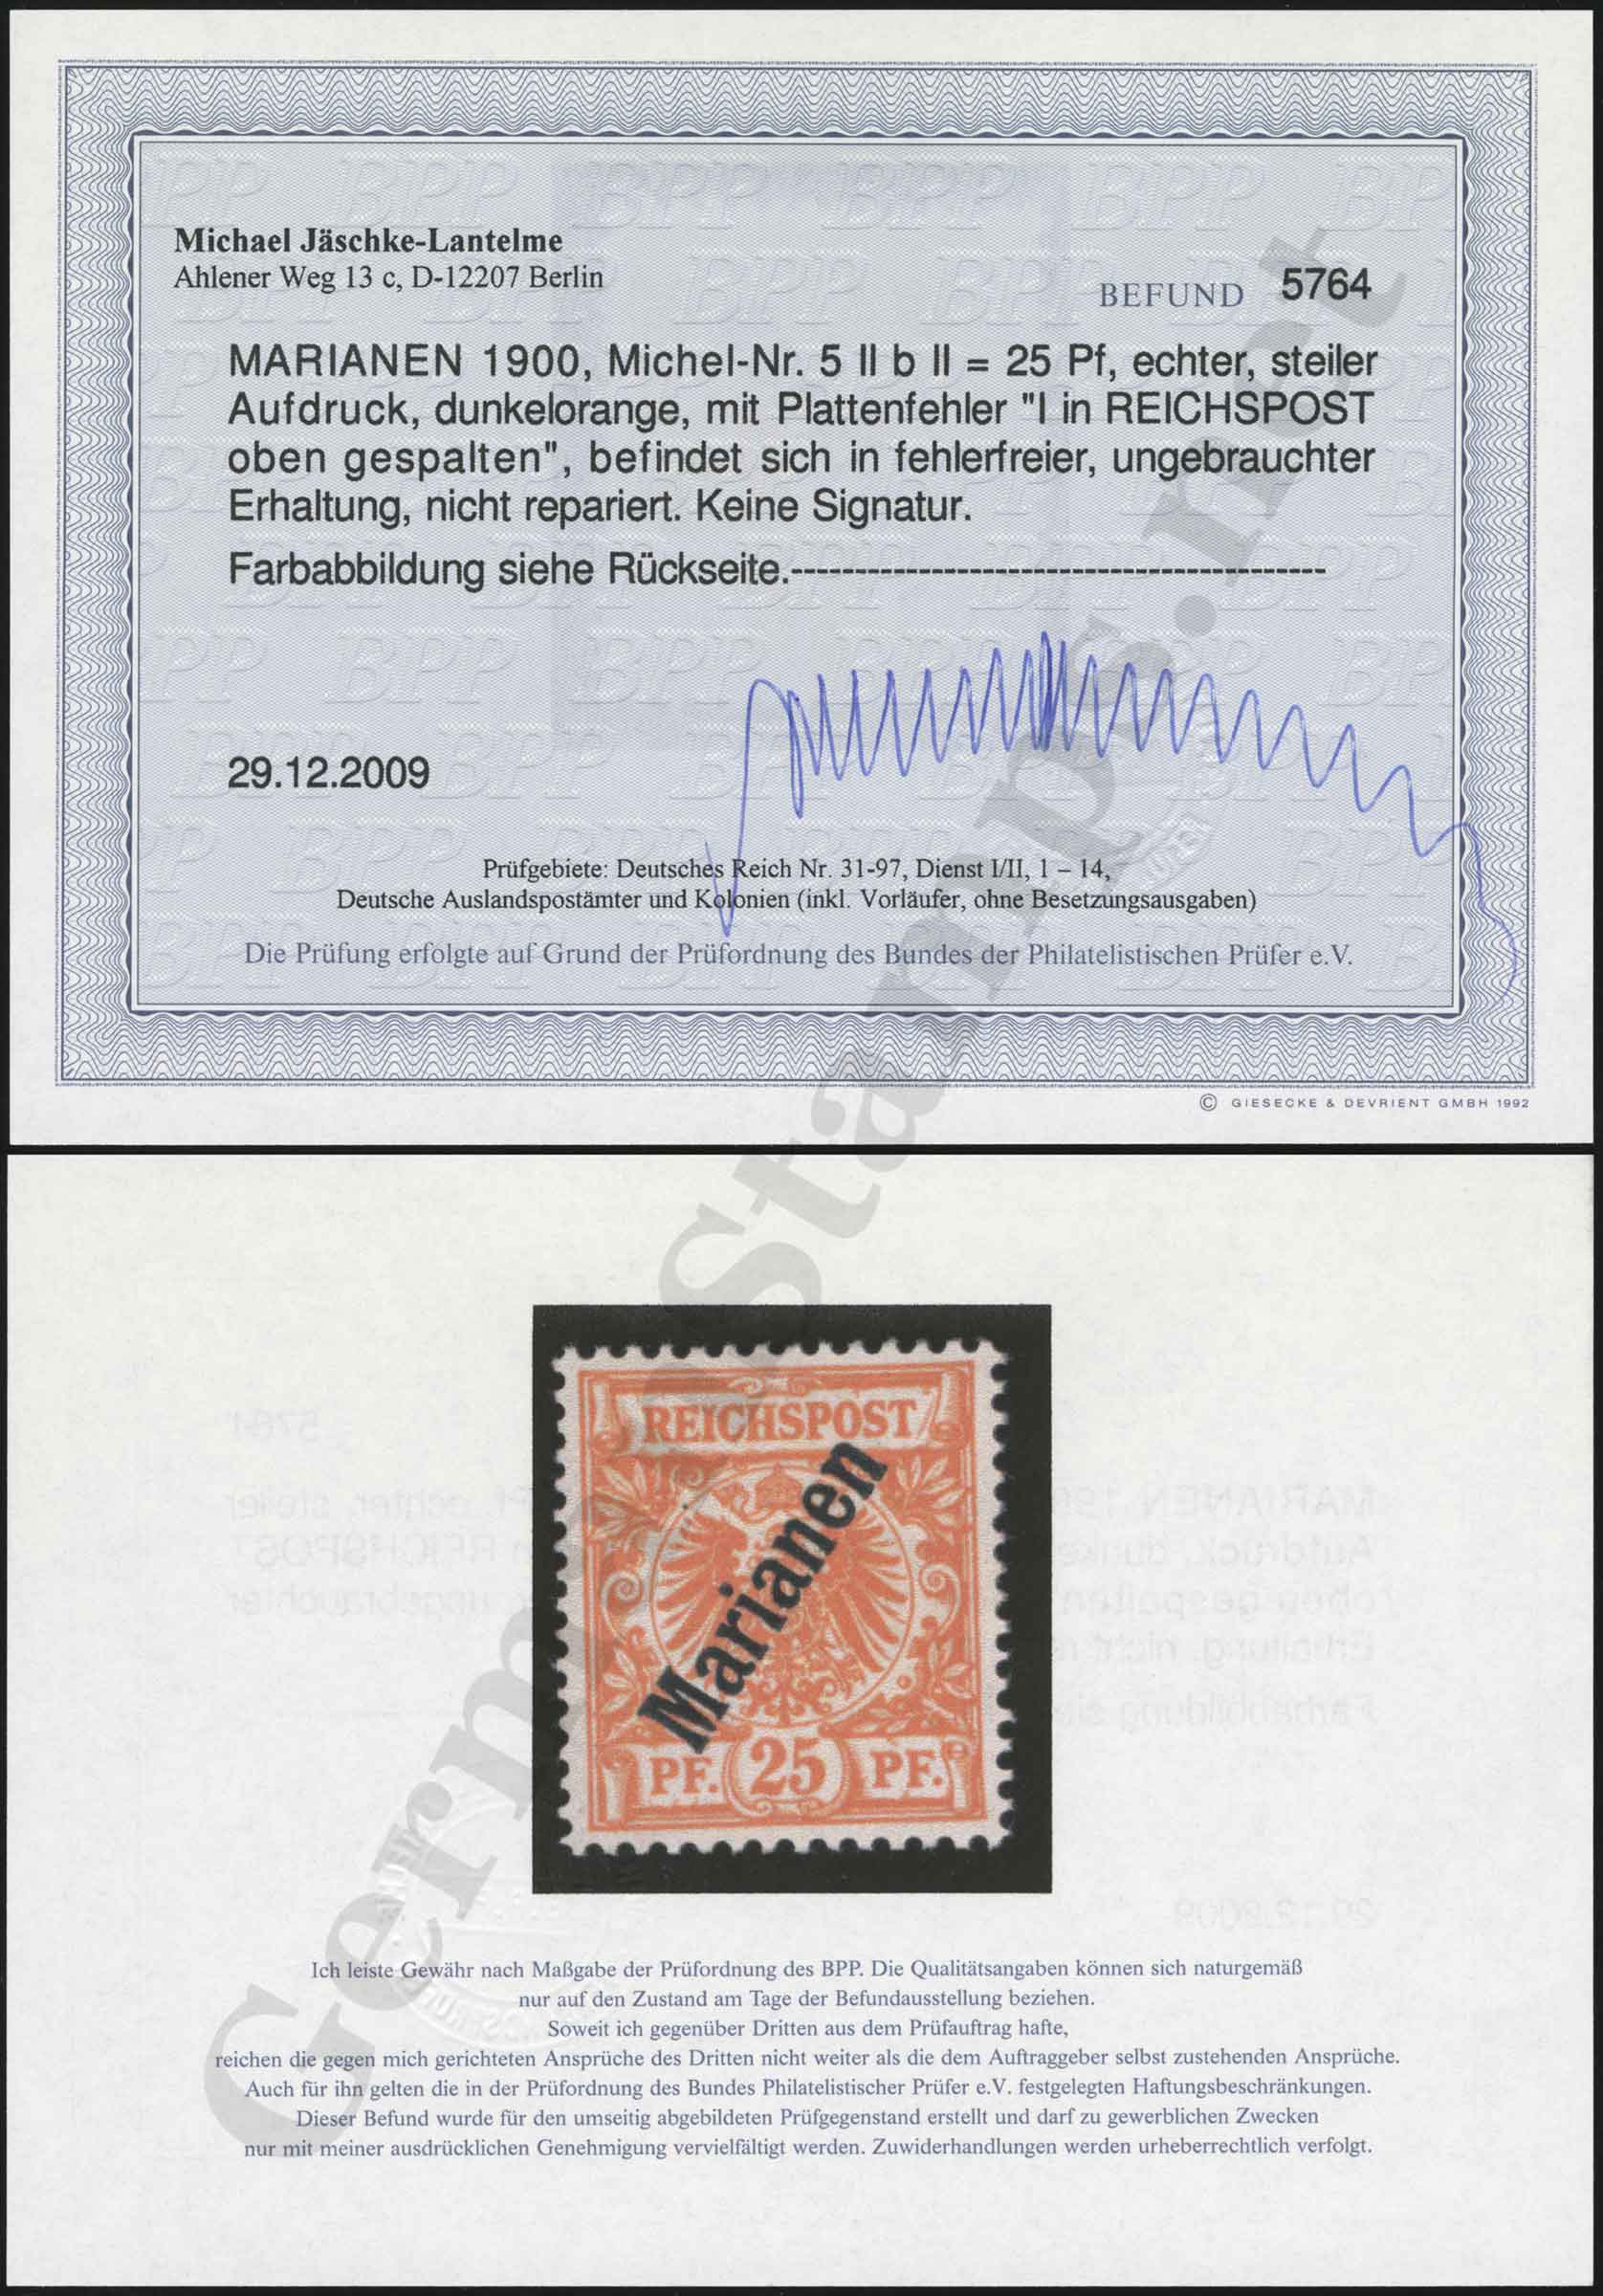 Michael Jäschke-Lantelme
Ahlener Weg 13 c, D-12207 Berlin
BEFUND 5764
MARIANEN 1900, Michel-Nr. 5 II b II = 25 Pf, echter, steiler
Aufdruck, dunkelorange, mit Plattenfehler "I in REICHSPOST
oben gespalten", befindet sich in fehlerfreier, ungebrauchter
Erhaltung, nicht repariert. Keine Signatur.
Farbabbildung siehe Rückseite.------------------------------------------
29.12.2009
Prüfgebiete: Deutsches Reich Nr. 31-97, Dienst I/II, 1 – 14,
Deutsche Auslandspostämter und Kolonien (inkl. Vorläufer, ohne Besetzungsausgaben)
Die Prüfung erfolgte auf Grund der Prüfordnung des Bundes der Philatelistischen Prüfer e.V.
© GIESECKE & DEVRIENT GMBH 1992
REICHSPOST
Marianen
PF. 25 PF.
Ich leiste Gewähr nach Maßgabe der Prüfordnung des BPP. Die Qualitätsangaben können sich naturgemäß
nur auf den Zustand am Tage der Befundausstellung beziehen.
Soweit ich gegenüber Dritten aus dem Prüfauftrag hafte,
reichen die gegen mich gerichteten Ansprüche des Dritten nicht weiter als die dem Auftraggeber selbst zustehenden Ansprüche.
Auch für ihn gelten die in der Prüfordnung des Bundes Philatelistischer Prüfer e.V. festgelegten Haftungsbeschränkungen.
Dieser Befund wurde für den umseitig abgebildeten Prüfgegenstand erstellt und darf zu gewerblichen Zwecken
nur mit meiner ausdrücklichen Genehmigung vervielfältigt werden. Zuwiderhandlungen werden urheberrechtlich verfolgt.